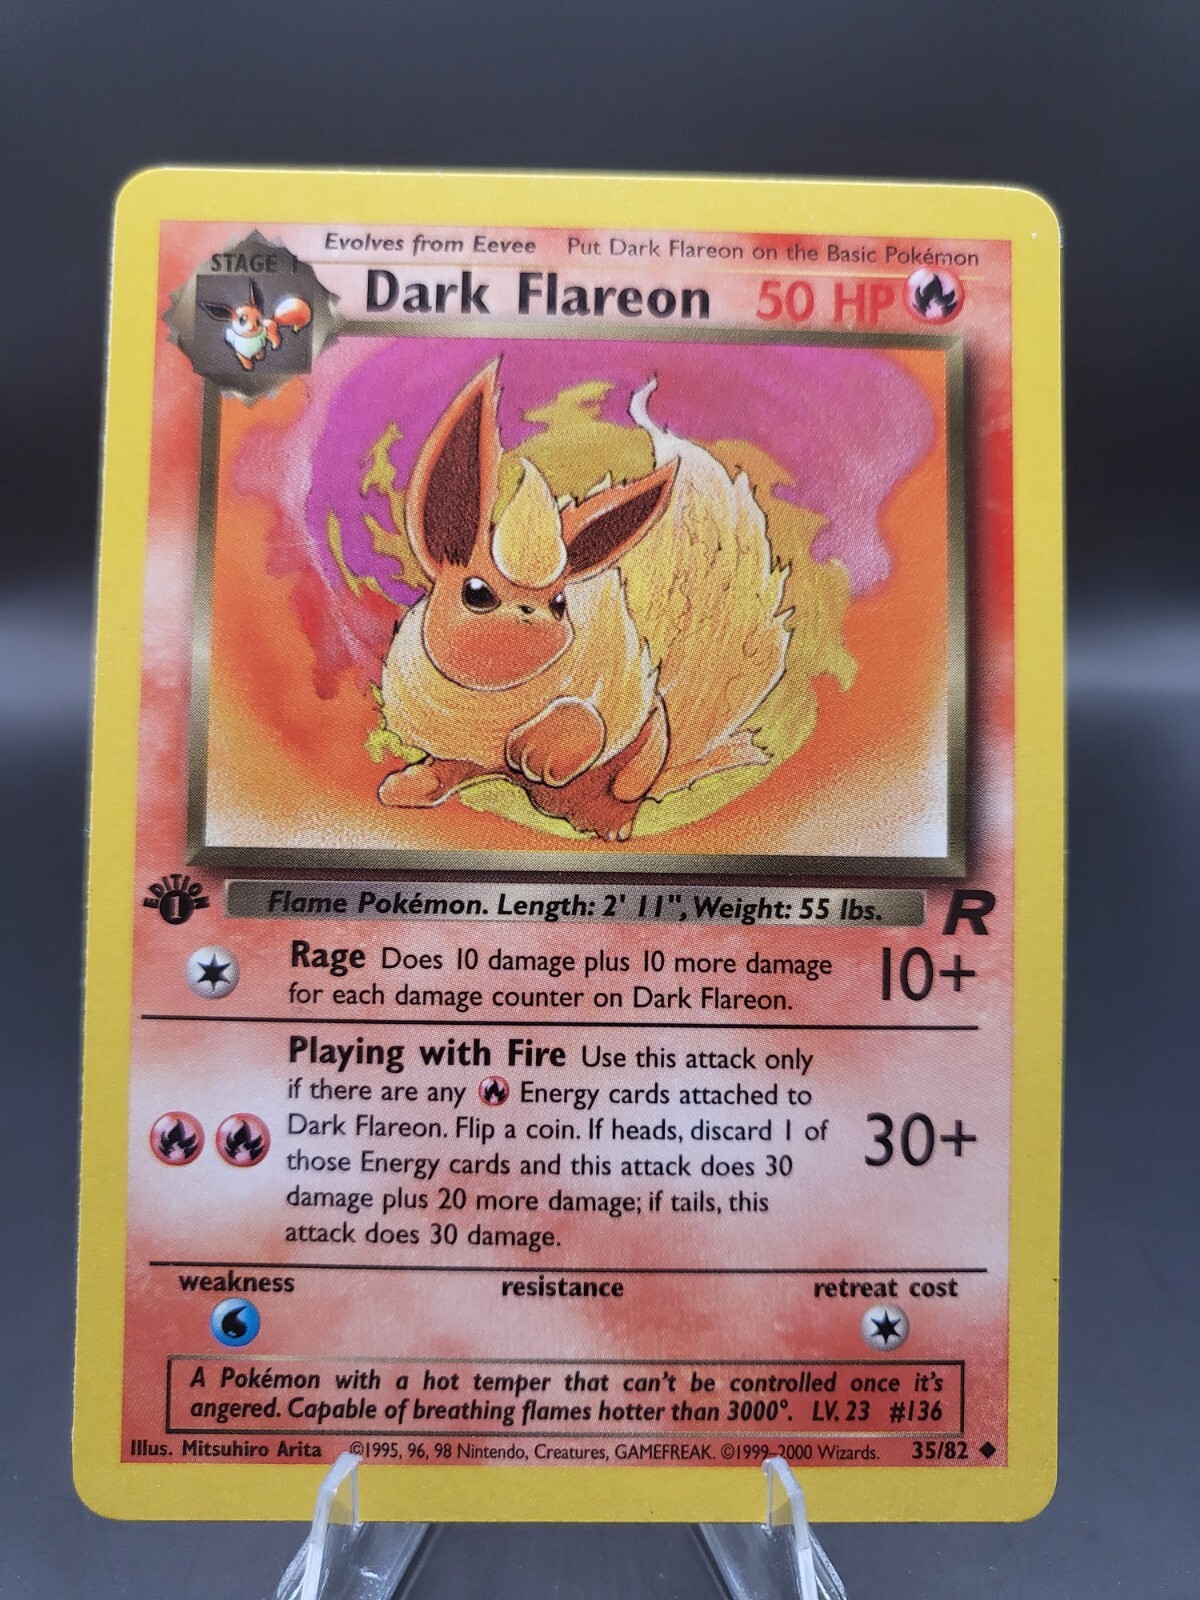 Evolves from Eevee Put Dark Flareon on the Basic Pokémon
STAGE 1
Dark Flareon 50 HP
EDITION
1
Flame Pokémon. Length: 2' 11", Weight: 55 lbs.
R
Rage Does 10 damage plus 10 more damage
for each damage counter on Dark Flareon.
10+
Playing with Fire Use this attack only
if there are any Energy cards attached to
Dark Flareon. Flip a coin. If heads, discard 1 of
those Energy cards and this attack does 30
damage plus 20 more damage; if tails, this
attack does 30 damage.
30+
weakness resistance retreat cost
A Pokémon with a hot temper that can't be controlled once it's
angered. Capable of breathing flames hotter than 3000°. LV. 23 #136
Illus. Mitsuhiro Arita ©1995, 96, 98 Nintendo, Creatures, GAMEFREAK. ©1999-2000 Wizards. 35/82